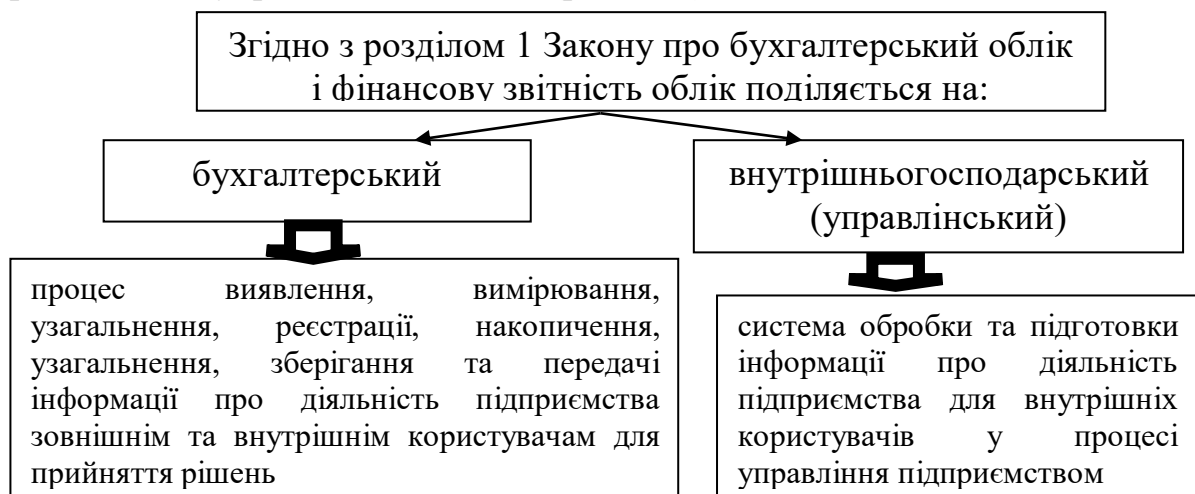 Згідно з розділом 1 Закону про бухгалтерський облік
і фінансову звітність облік поділяється на:
бухгалтерський
внутрішньогосподарський
(управлінський)
процес виявлення, вимірювання,
узагальнення, реєстрації, накопичення,
узагальнення, зберігання та передачі
інформації про діяльність підприємства
зовнішнім та внутрішнім користувачам для
прийняття рішень
система обробки та підготовки
інформації про діяльність
підприємства для внутрішніх
користувачів у процесі
управління підприємством